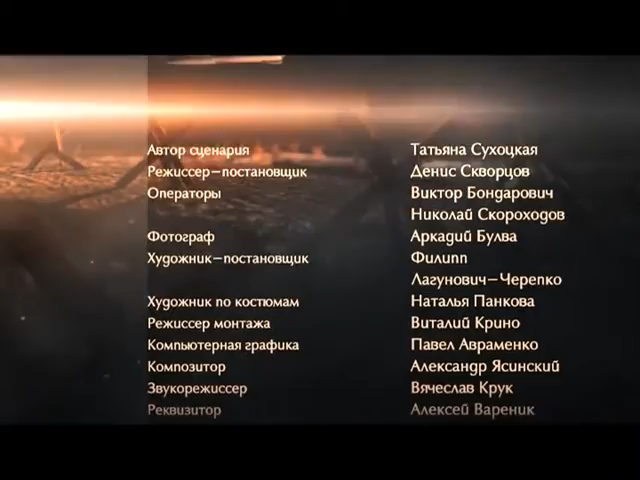 Автор сценария Татьяна Сухоцкая
Режиссер-постановщик Денис Скворцов
Операторы Виктор Бондарович
Николай Скороходов
Фотограф Аркадий Булва
Художник-постановщик Филипп
Лагунович-Черепко
Художник по костюмам Наталья Панкова
Режиссер монтажа Виталий Крино
Компьютерная графика Павел Авраменко
Композитор Александр Ясинский
Звукорежиссер Вячеслав Крук
Реквизитор Алексей Вареник